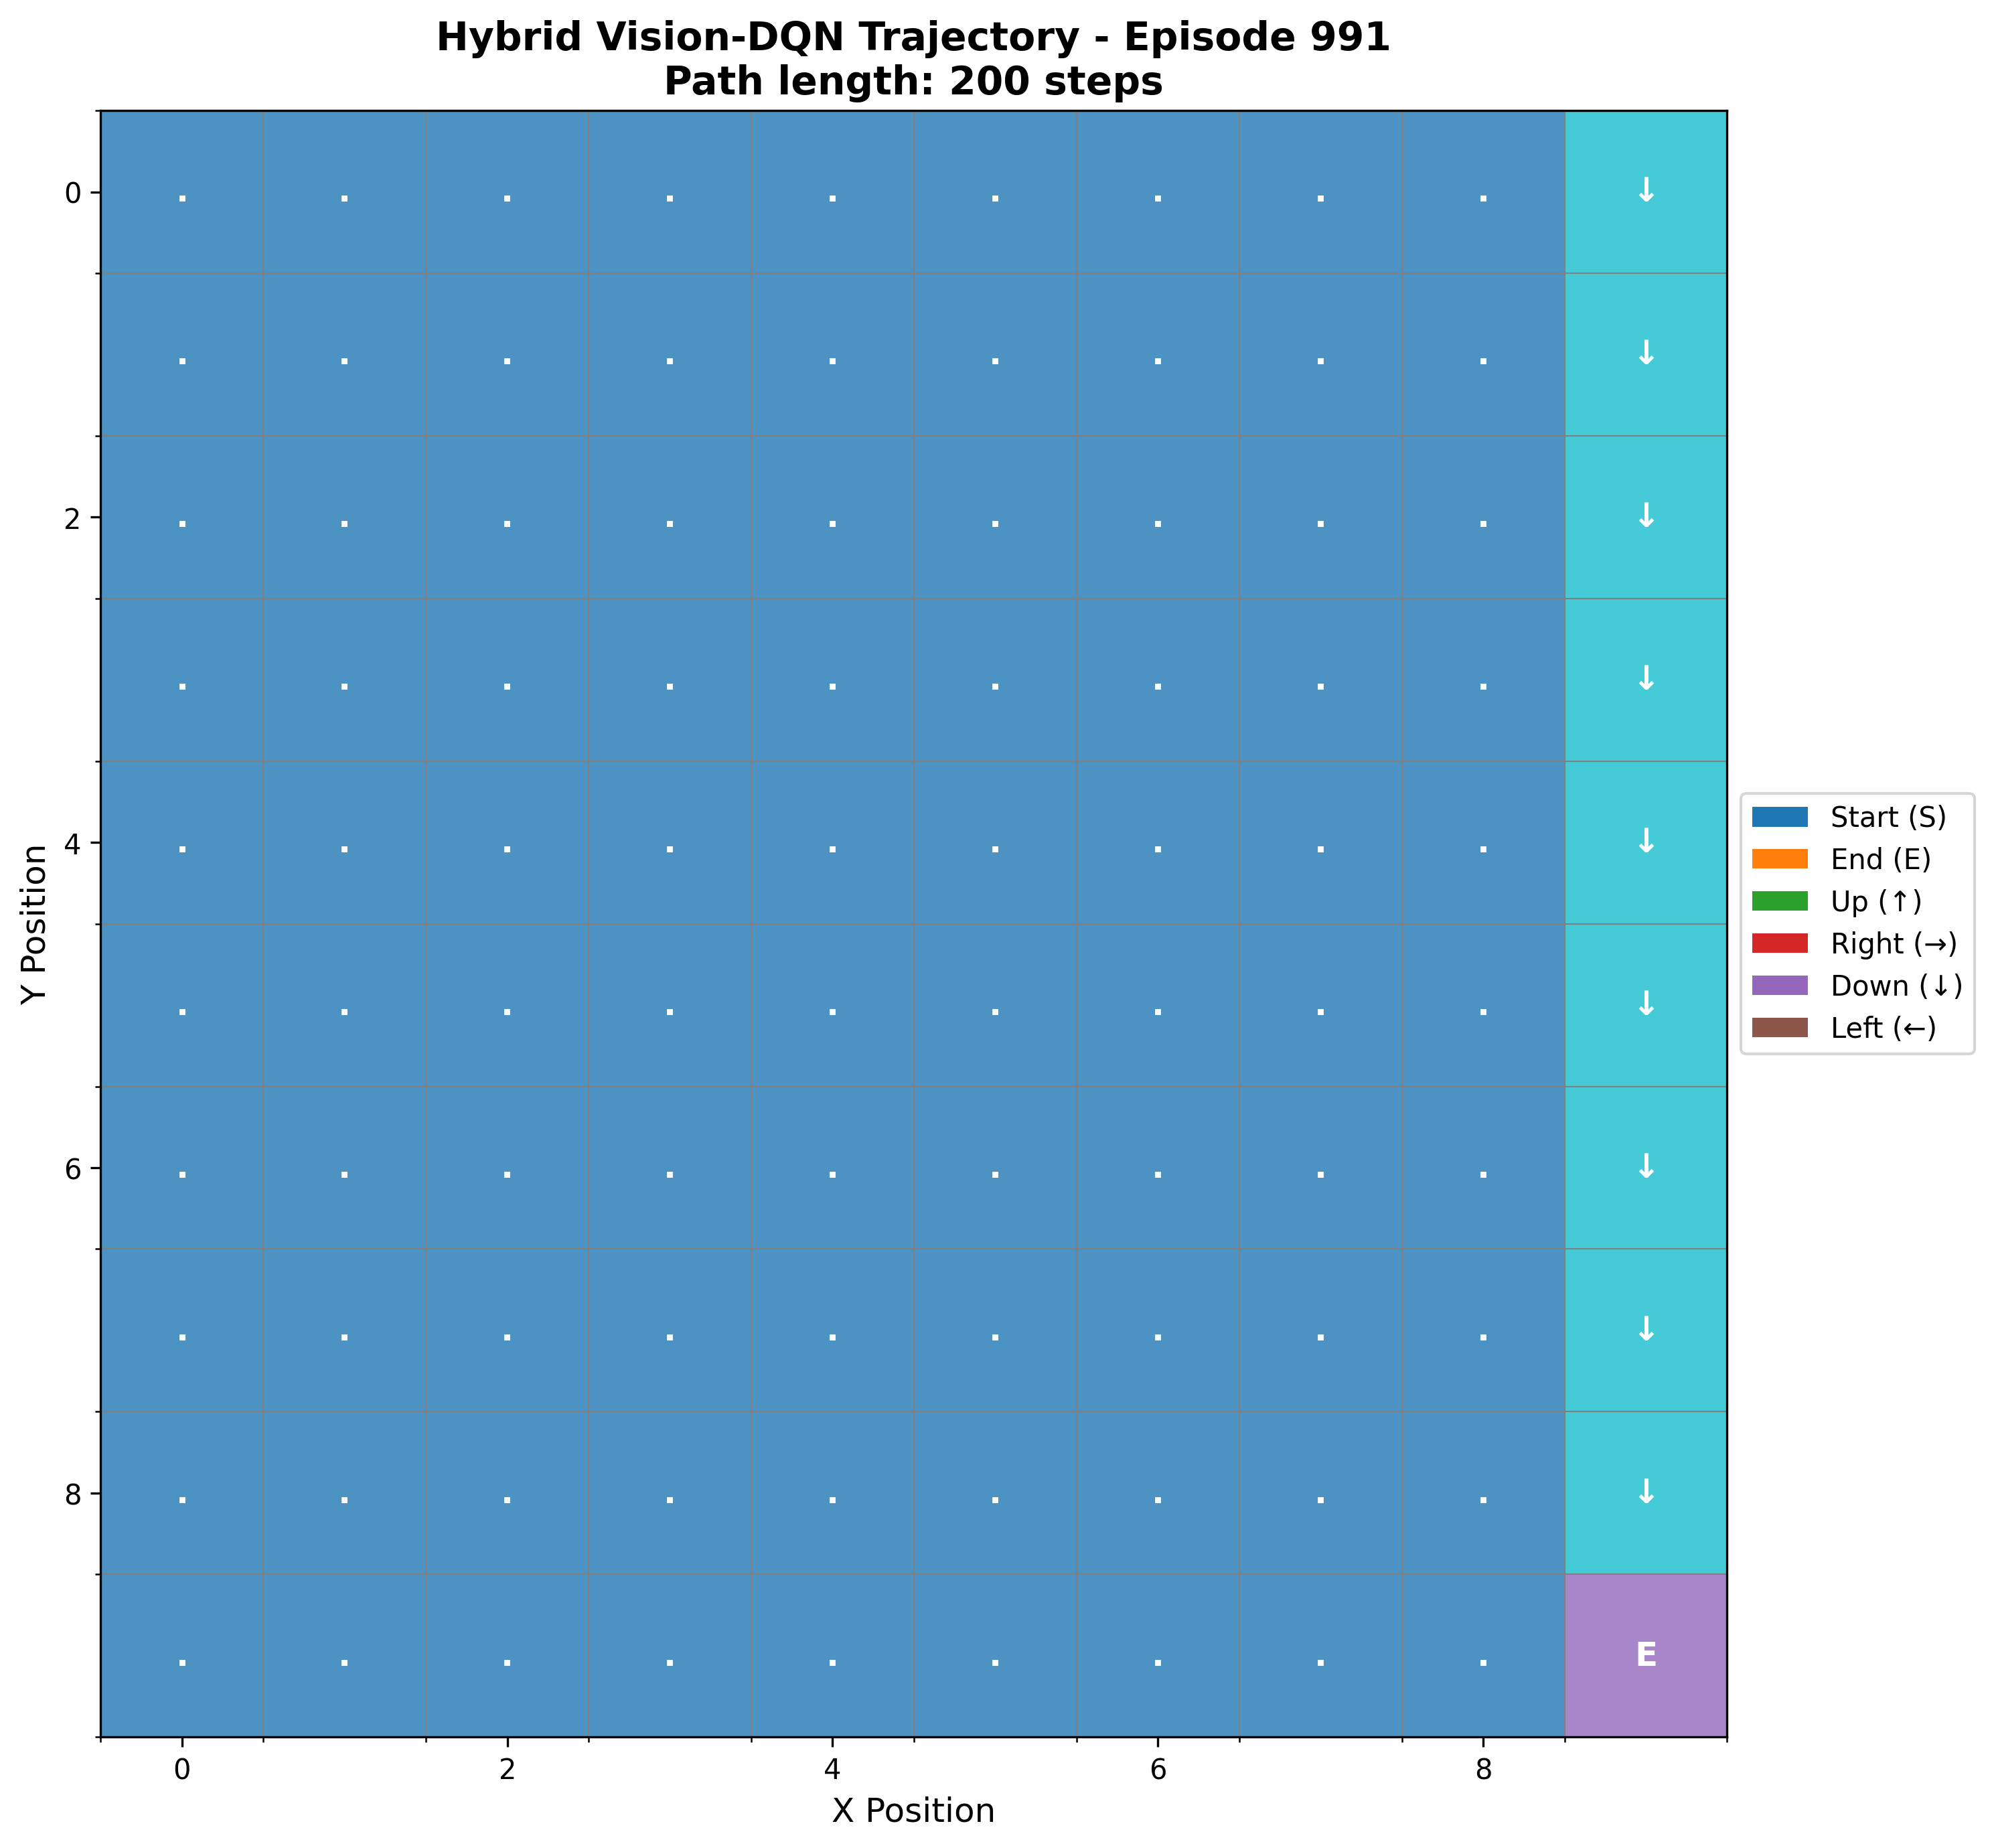 Hybrid Vision-DQN Trajectory - Episode 991
Path length: 200 steps
0 . . . . . . . . . ↓
. . . . . . . . . ↓
2 . . . . . . . . . ↓
. . . . . . . . . ↓
4 . . . . . . . . . ↓
. . . . . . . . . ↓
6 . . . . . . . . . ↓
. . . . . . . . . ↓
8 . . . . . . . . . ↓
. . . . . . . . . E
0 2 4 6 8
X Position
Y Position
Start (S)
End (E)
Up (↑)
Right (→)
Down (↓)
Left (←)